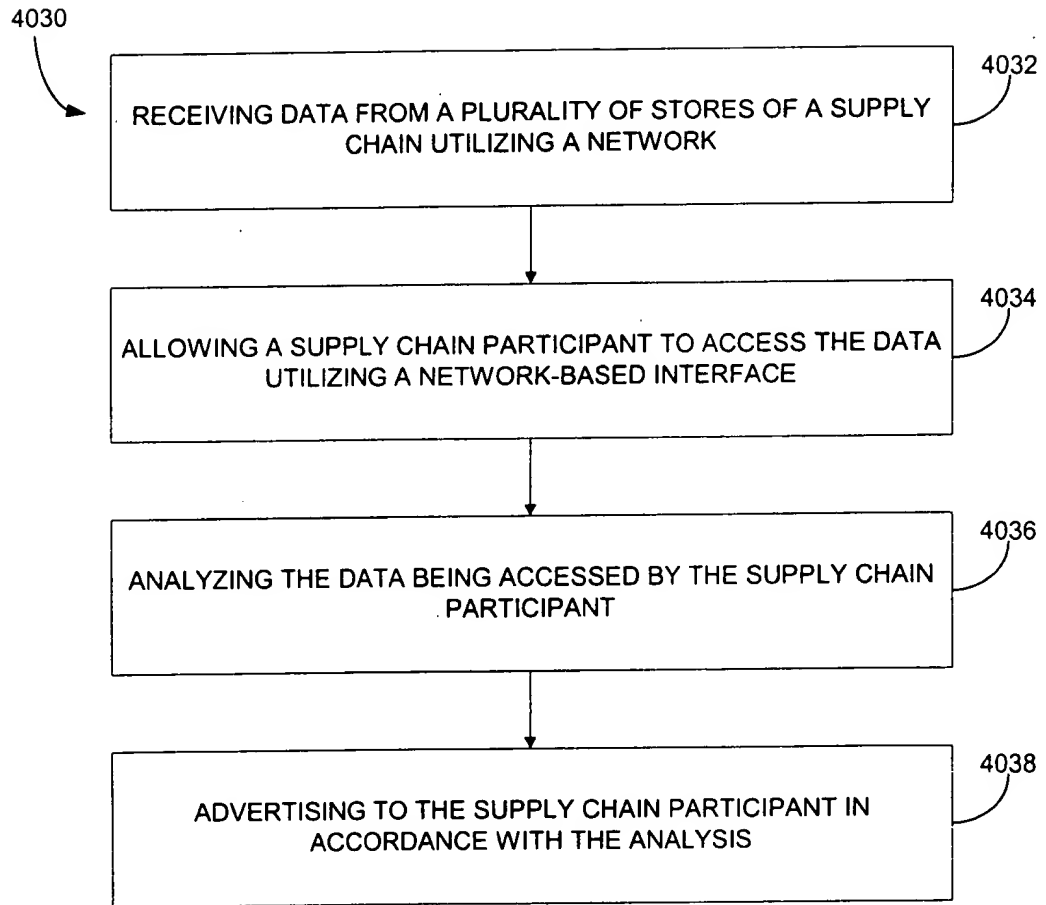 4030
4032
RECEIVING DATA FROM A PLURALITY OF STORES OF A SUPPLY
CHAIN UTILIZING A NETWORK
4034
ALLOWING A SUPPLY CHAIN PARTICIPANT TO ACCESS THE DATA
UTILIZING A NETWORK-BASED INTERFACE
4036
ANALYZING THE DATA BEING ACCESSED BY THE SUPPLY CHAIN
PARTICIPANT
4038
ADVERTISING TO THE SUPPLY CHAIN PARTICIPANT IN
ACCORDANCE WITH THE ANALYSIS